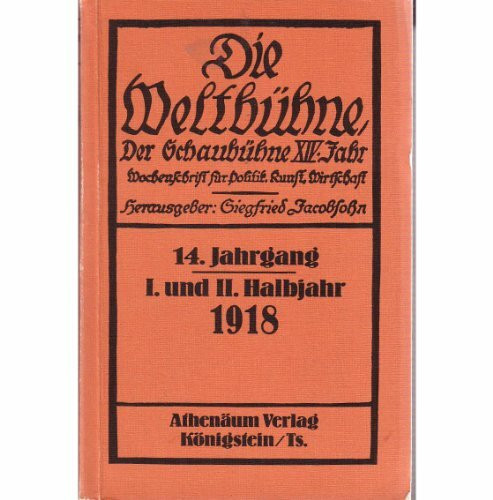 Die
Weltbühne,
Der Schaubühne XIV. Jahr
Wochenschrift für Politik, Kunst, Wirtschaft
Herausgeber: Siegfried Jacobsohn
14. Jahrgang
I. und II. Halbjahr
1918
Athenäum Verlag
Königstein/Ts.